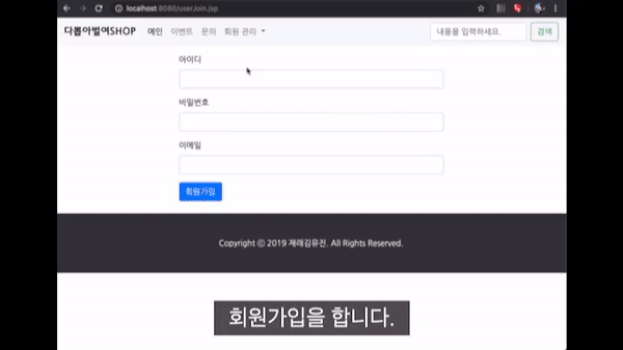 localhost:8080/userJoin.jsp
다뽑아벌여SHOP 메인 이벤트 문의 회원 관리 내용을 입력하세요. 검색
아이디
비밀번호
이메일
회원가입
Copyright ⓒ 2019 재래김유진. All Rights Reserved.
회원가입을 합니다.